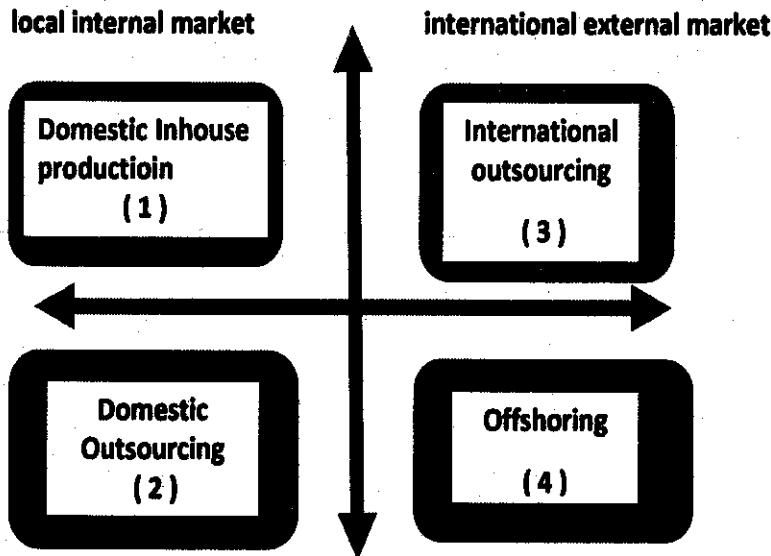 local internal market
international external market
Domestic Inhouse
productioin
( 1 )
International
outsourcing
( 3 )
Domestic
Outsourcing
( 2 )
Offshoring
( 4 )